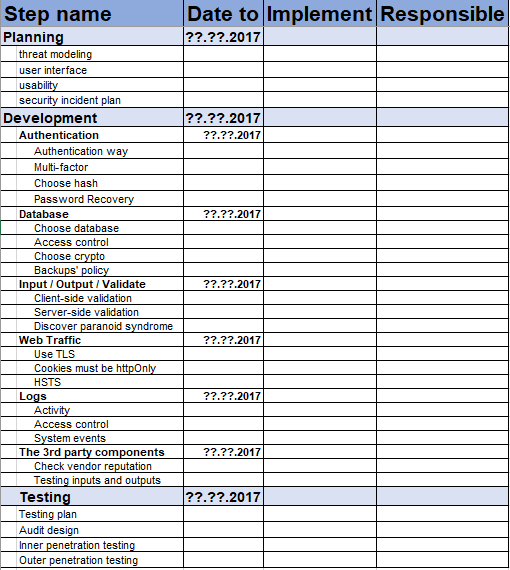 Step name Date to Implement Responsible
Planning ??.??.2017
threat modeling
user interface
usability
security incident plan
Development ??.??.2017
Authentication ??.??.2017
Authentication way
Multi-factor
Choose hash
Password Recovery
Database ??.??.2017
Choose database
Access control
Choose crypto
Backups' policy
Input / Output / Validate ??.??.2017
Client-side validation
Server-side validation
Discover paranoid syndrome
Web Traffic ??.??.2017
Use TLS
Cookies must be httpOnly
HSTS
Logs ??.??.2017
Activity
Access control
System events
The 3rd party components ??.??.2017
Check vendor reputation
Testing inputs and outputs
Testing ??.??.2017
Testing plan
Audit design
Inner penetration testing
Outer penetration testing